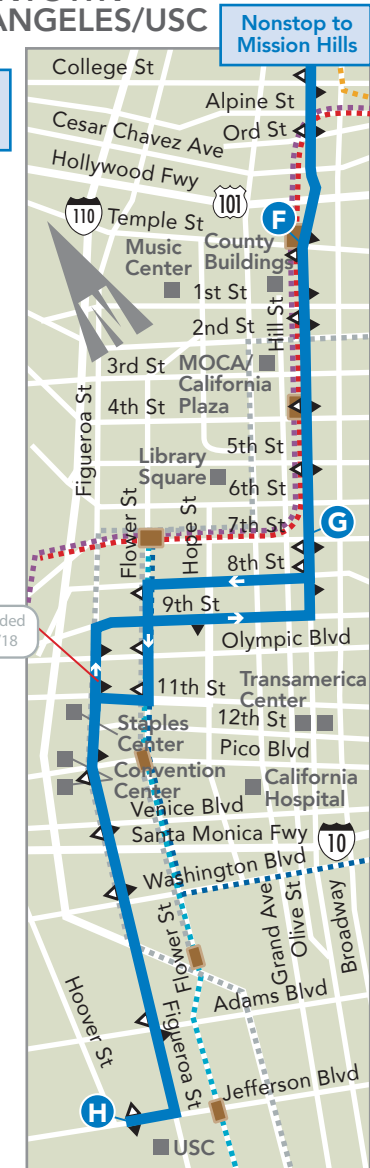 ANGELES/USC
Nonstop to
Mission Hills
College St
Alpine St
Cesar Chavez Ave
Ord St
Hollywood Fwy
101
110
Temple St
F
Music
Center
County
Buildings
1st St
Hill St
2nd St
3rd St
MOCA/
California
Plaza
4th St
Figueroa St
5th St
Library
Square
6th St
Flower St
Hope St
7th St
G
8th St
9th St
Olympic Blvd
/18
11th St
Transamerica
Center
12th St
Staples
Center
Pico Blvd
Convention
Center
California
Hospital
Venice Blvd
Santa Monica Fwy
10
Washington Blvd
Grand Ave
Olive St
Broadway
Flower St
Figueroa St
Hoover St
Adams Blvd
Jefferson Blvd
H
USC